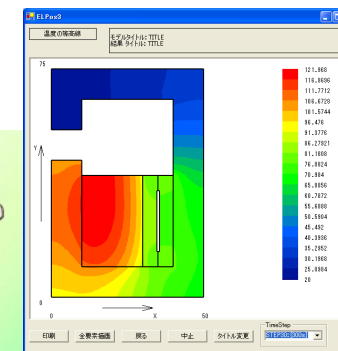 ELPos3
温度の等高線
モデルタイトル: TITLE
結果 タイトル: TITLE
75
Y
0
0
X
50
121.968
116.8696
111.7712
106.6728
101.5744
96.476
91.3776
86.27921
81.1808
76.0824
70.984
65.8856
60.7872
55.6888
50.5904
45.492
40.3936
35.2952
30.1968
25.0984
20
印刷
全要素描画
戻る
中止
タイトル変更
TimeStep